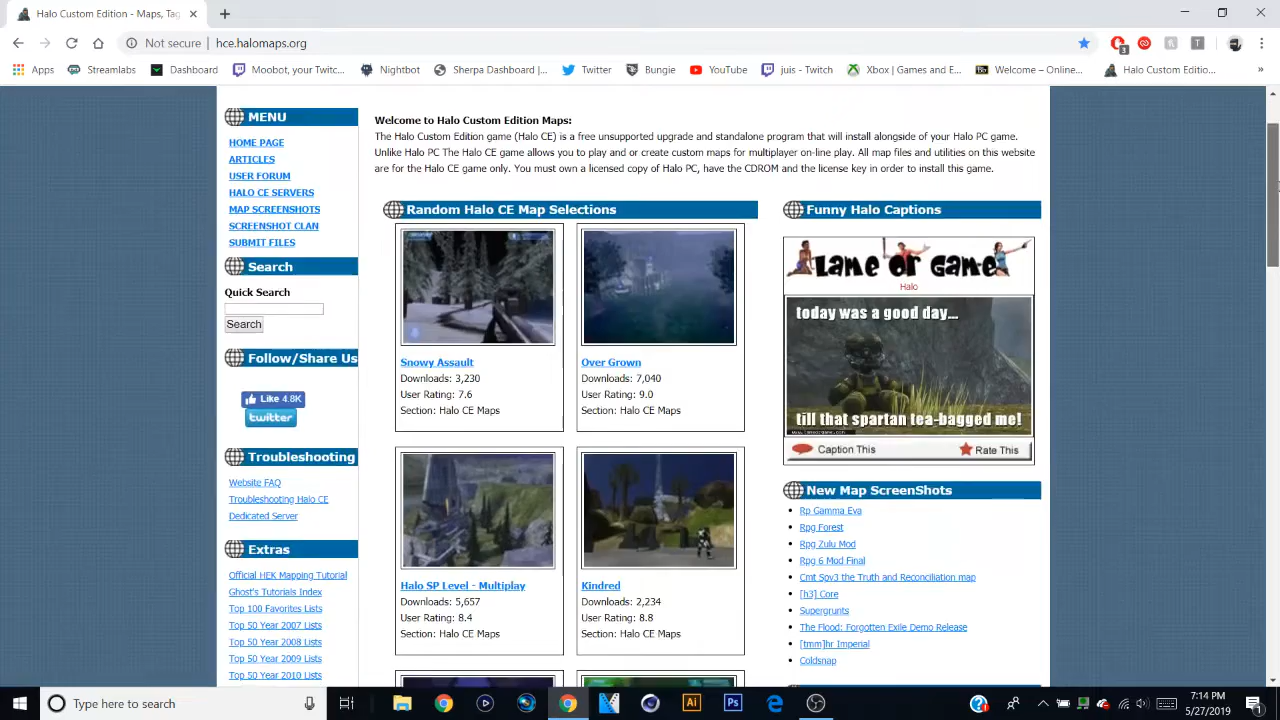 Halo Custom Edition - Maps, Tag
Not secure | hce.halomaps.org
3
Apps
Streamlabs
Dashboard
Moobot, your Twitc...
Nightbot
Sherpa Dashboard |...
Twitter
Bungie
YouTube
juis - Twitch
Xbox | Games and E...
Welcome – Online...
Halo Custom Editio...
»
MENU
HOME PAGE
ARTICLES
USER FORUM
HALO CE SERVERS
MAP SCREENSHOTS
SCREENSHOT CLAN
SUBMIT FILES
Search
Quick Search
Search
Follow/Share Us
Like 4.8K
twitter
Troubleshooting
Website FAQ
Troubleshooting Halo CE
Dedicated Server
Extras
Official HEK Mapping Tutorial
Ghost's Tutorials Index
Top 100 Favorites Lists
Top 50 Year 2007 Lists
Top 50 Year 2008 Lists
Top 50 Year 2009 Lists
Top 50 Year 2010 Lists
Welcome to Halo Custom Edition Maps:
The Halo Custom Edition game (Halo CE) is a free unsupported upgrade and standalone program that will install alongside of your Halo PC game.
Unlike Halo PC The Halo CE game allows you to play and or create custom maps for multiplayer on-line play. All map files and utilities on this website
are for the Halo CE game only. You must own a licensed copy of Halo PC, have the CDROM and the license key in order to install this game.
Random Halo CE Map Selections
Snowy Assault
Downloads: 3,230
User Rating: 7.6
Section: Halo CE Maps
Over Grown
Downloads: 7,040
User Rating: 9.0
Section: Halo CE Maps
Halo SP Level - Multiplay
Downloads: 5,657
User Rating: 8.4
Section: Halo CE Maps
Kindred
Downloads: 2,234
User Rating: 8.8
Section: Halo CE Maps
Funny Halo Captions
Lame or Game
Halo
today was a good day...
till that spartan tea-bagged me!
Caption This
Rate This
New Map ScreenShots
Rp Gamma Eva
Rpg Forest
Rpg Zulu Mod
Rpg 6 Mod Final
Cmt Spv3 the Truth and Reconciliation map
[h3] Core
Supergrunts
The Flood: Forgotten Exile Demo Release
[tmm]hr Imperial
Coldsnap
Type here to search
Ai
Ps
7:14 PM
5/27/2019